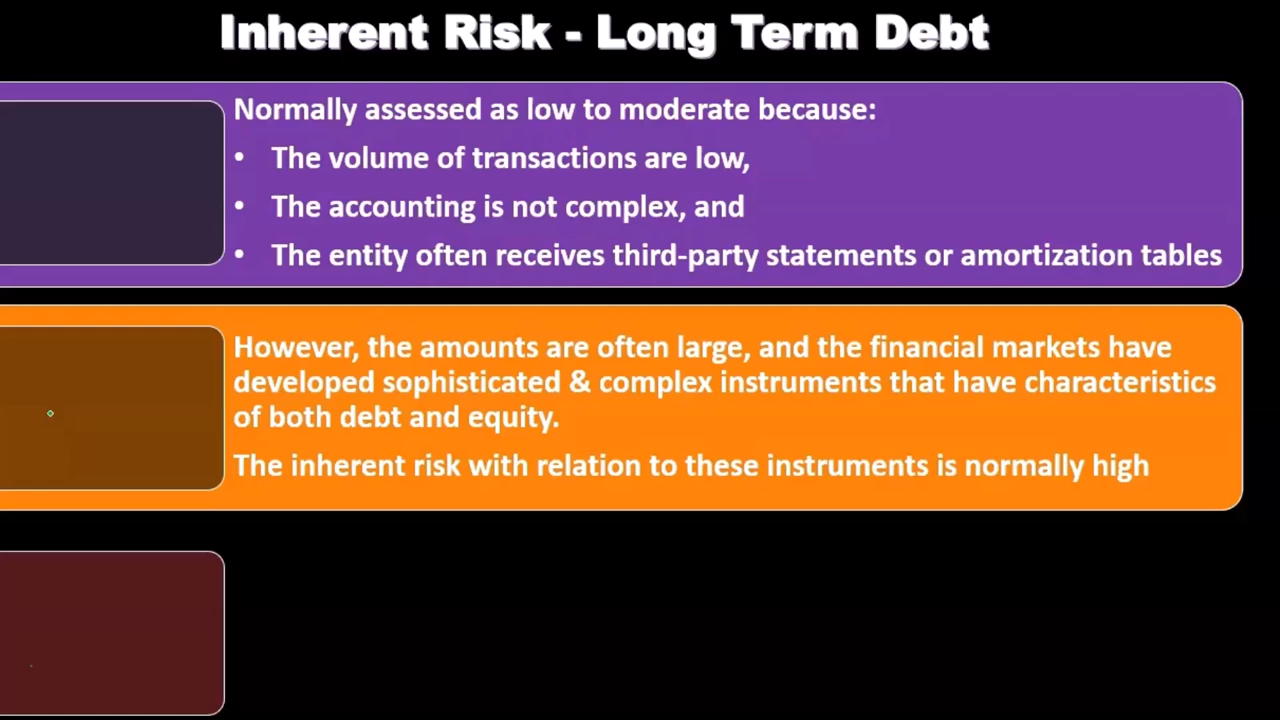 Inherent Risk - Long Term Debt
Normally assessed as low to moderate because:
• The volume of transactions are low,
• The accounting is not complex, and
• The entity often receives third-party statements or amortization tables
However, the amounts are often large, and the financial markets have
developed sophisticated & complex instruments that have characteristics
of both debt and equity.
The inherent risk with relation to these instruments is normally high